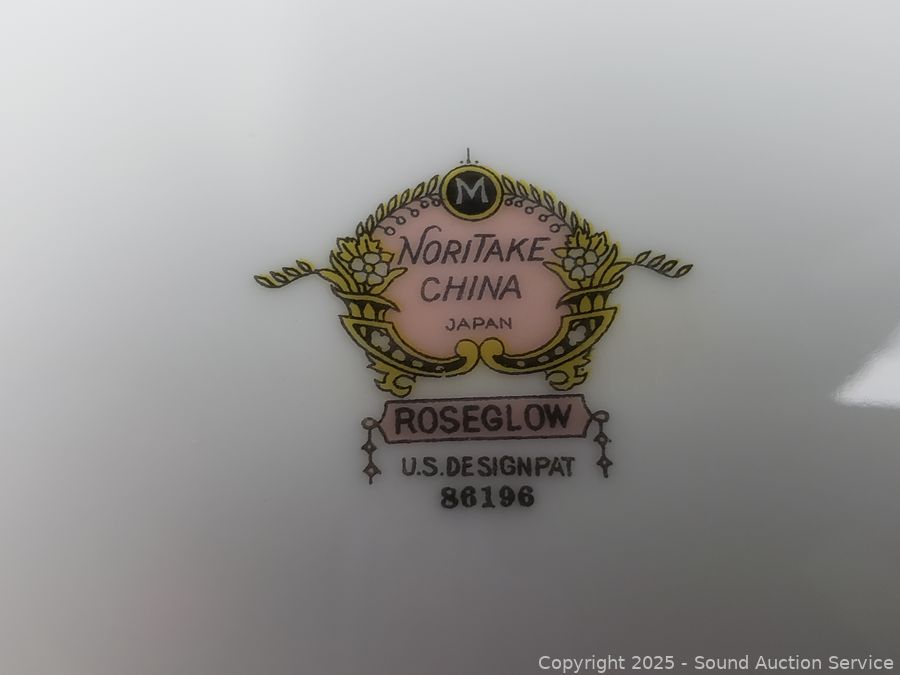 M
NORITAKE
CHINA
JAPAN
ROSEGLOW
U.S.DESIGNPAT
86196
Copyright 2025 - Sound Auction Service